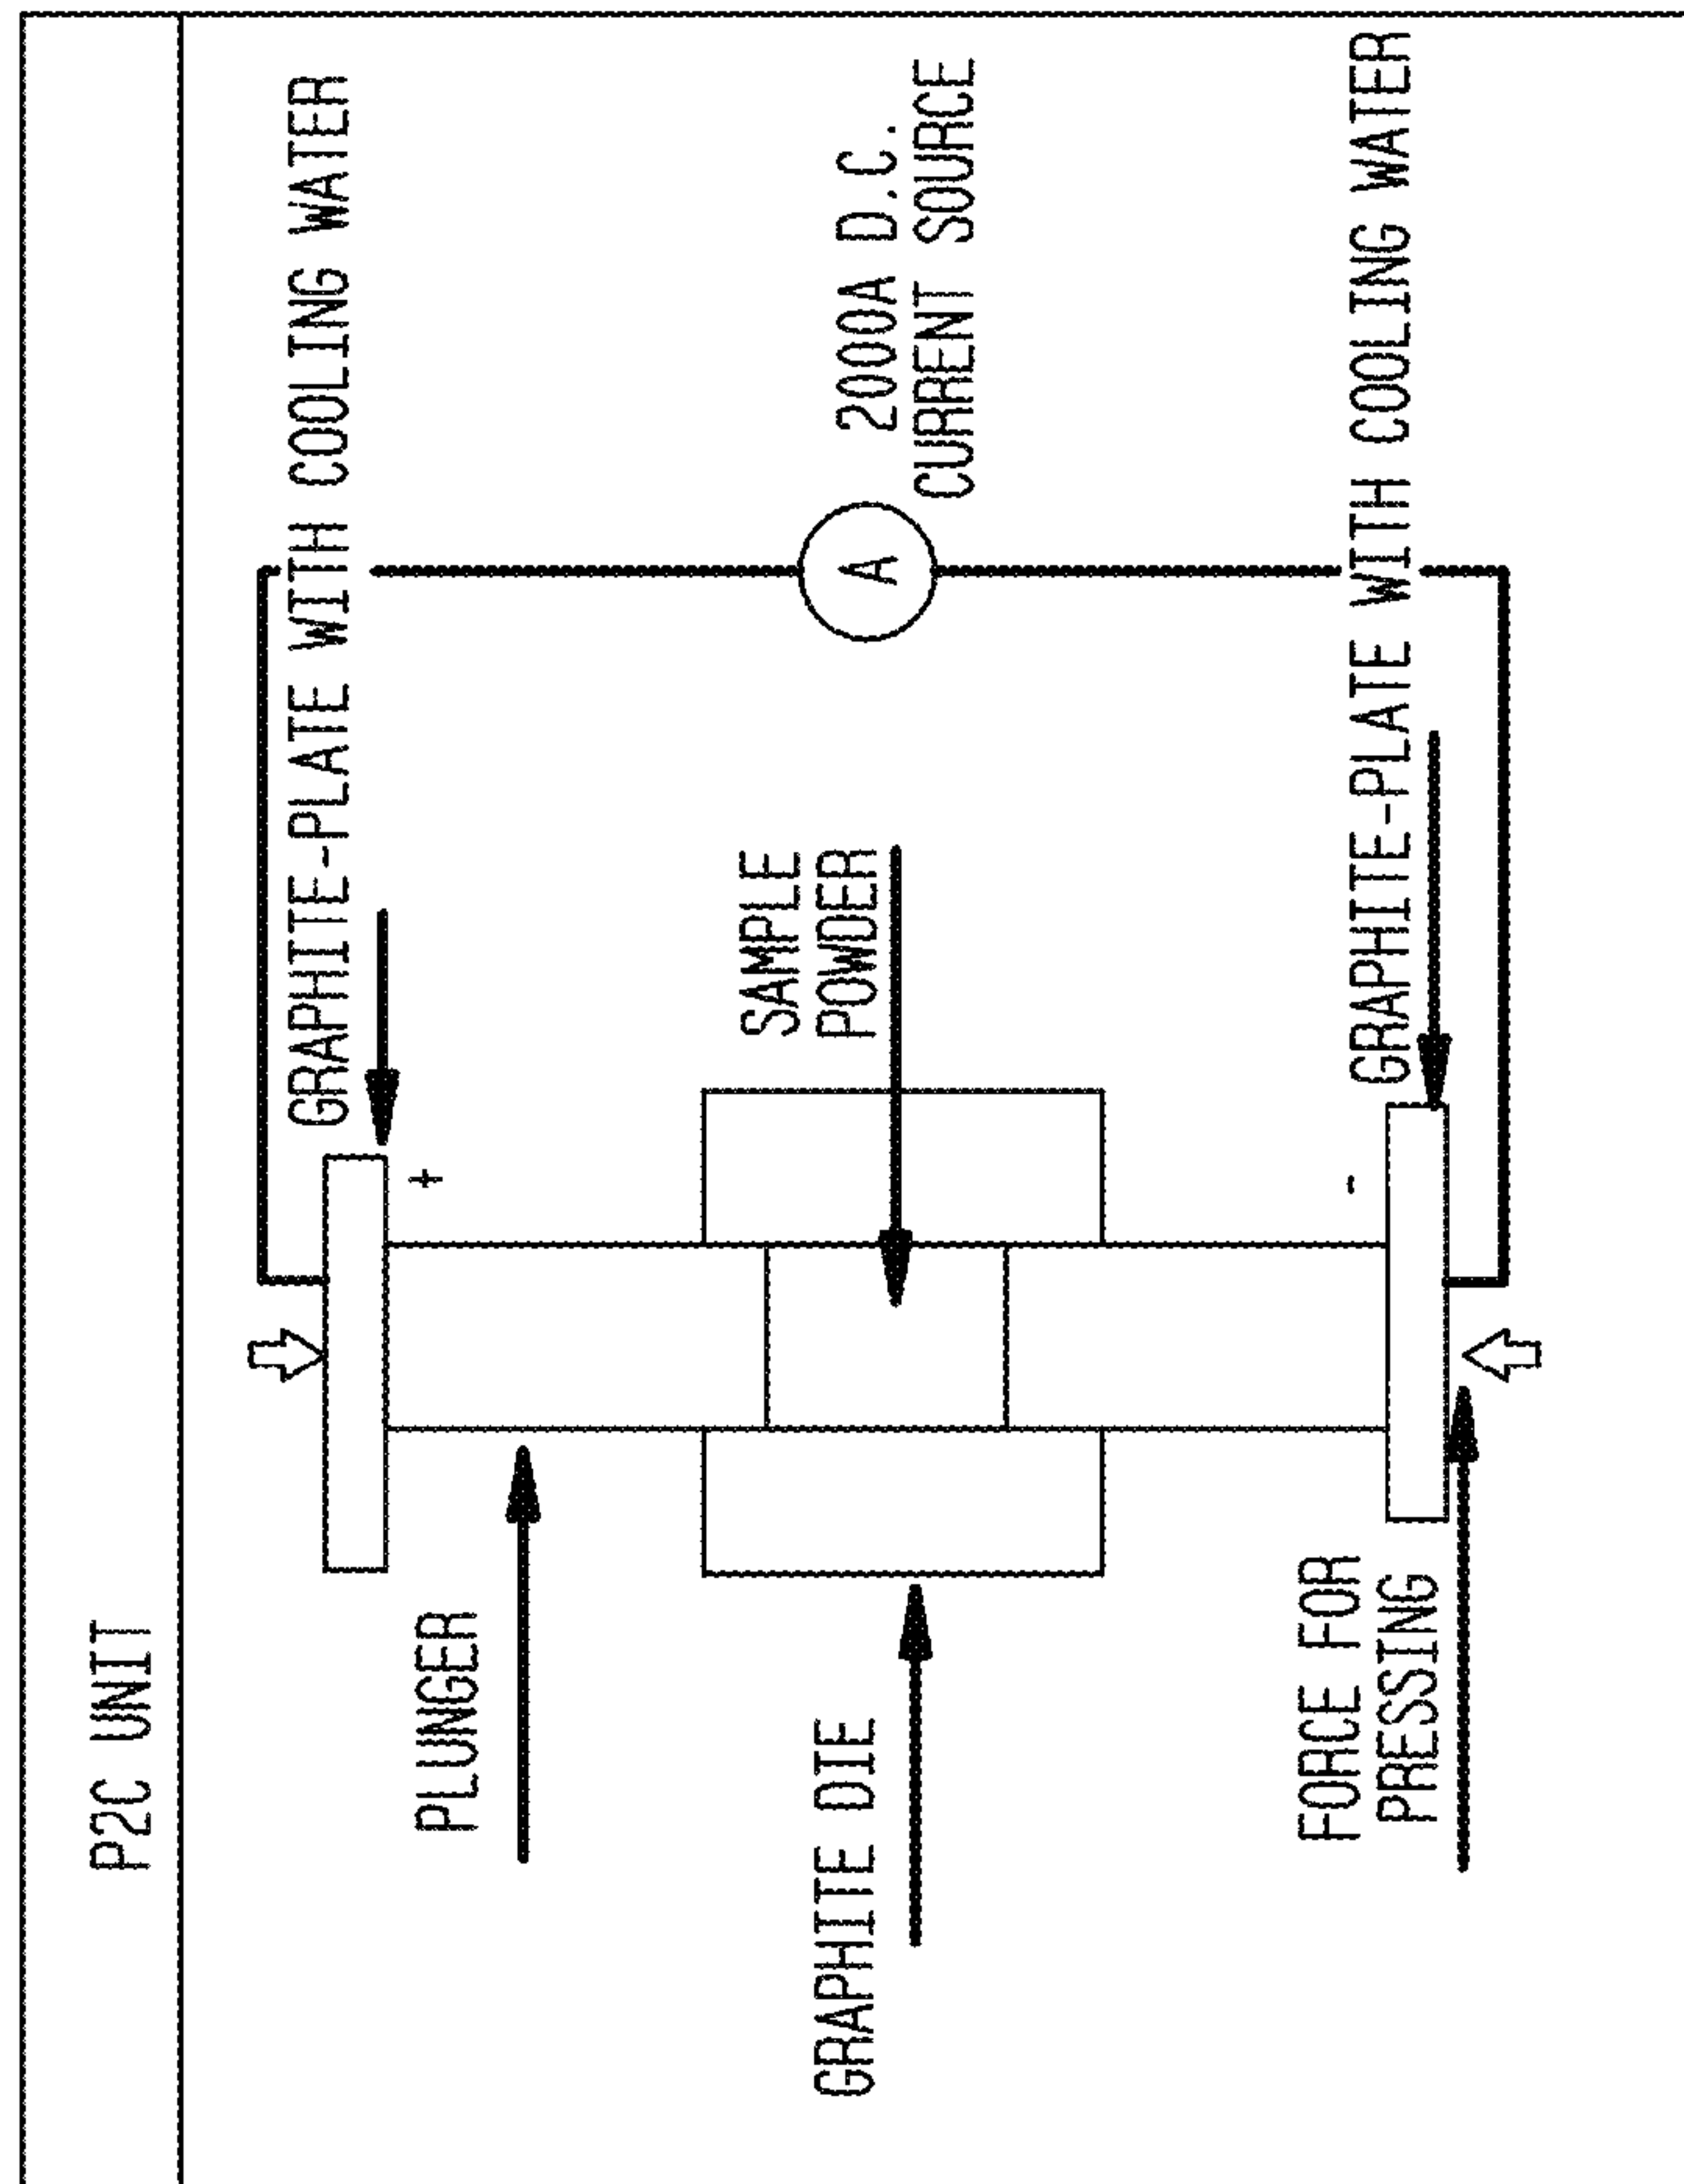 P2C UNIT
GRAPHITE-PLATE WITH COOLING WATER
+
PLUNGER
SAMPLE
POWDER
GRAPHITE DIE
A
2000A D.C.
CURRENT SOURCE
FORCE FOR
PRESSING
-
GRAPHITE-PLATE WITH COOLING WATER